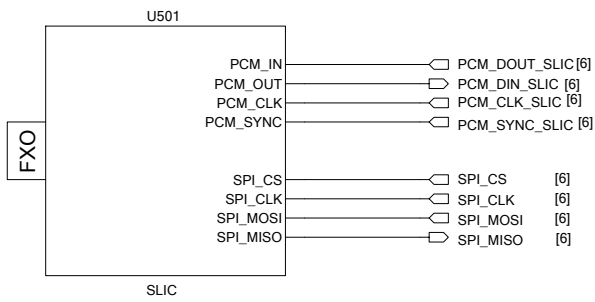 U501
PCM_IN PCM_DOUT_SLIC [6]
PCM_OUT PCM_DIN_SLIC [6]
PCM_CLK PCM_CLK_SLIC [6]
PCM_SYNC PCM_SYNC_SLIC [6]
FXO
SPI_CS SPI_CS [6]
SPI_CLK SPI_CLK [6]
SPI_MOSI SPI_MOSI [6]
SPI_MISO SPI_MISO [6]
SLIC